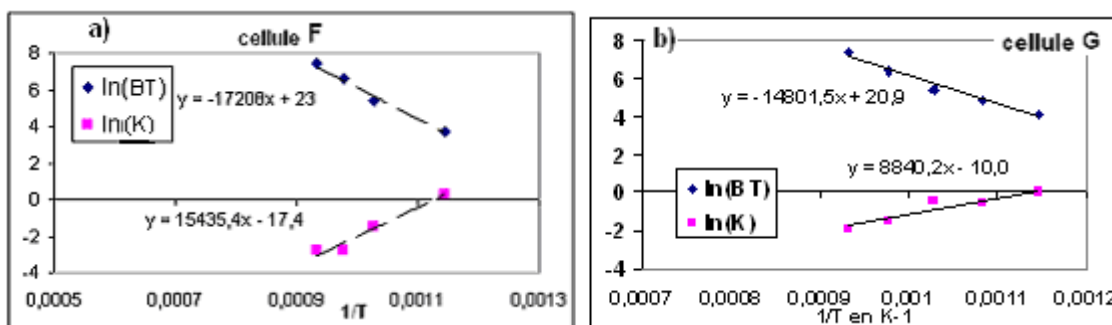 a)
cellule F
8
6
4
2
0
-2
-4
ln(BT)
ln(K)
y = -17206x + 23
y = 15435,4x - 17,4
0,0005
0,0007
0,0009
0,0011
0,0013
1/T
b)
cellule G
8
6
4
2
0
-2
-4
y = - 14801,5x + 20,9
y = 8840,2x - 10,0
ln(BT)
ln(K)
0,0007
0,0008
0,0009
0,001
0,0011
0,0012
1/T en K-1